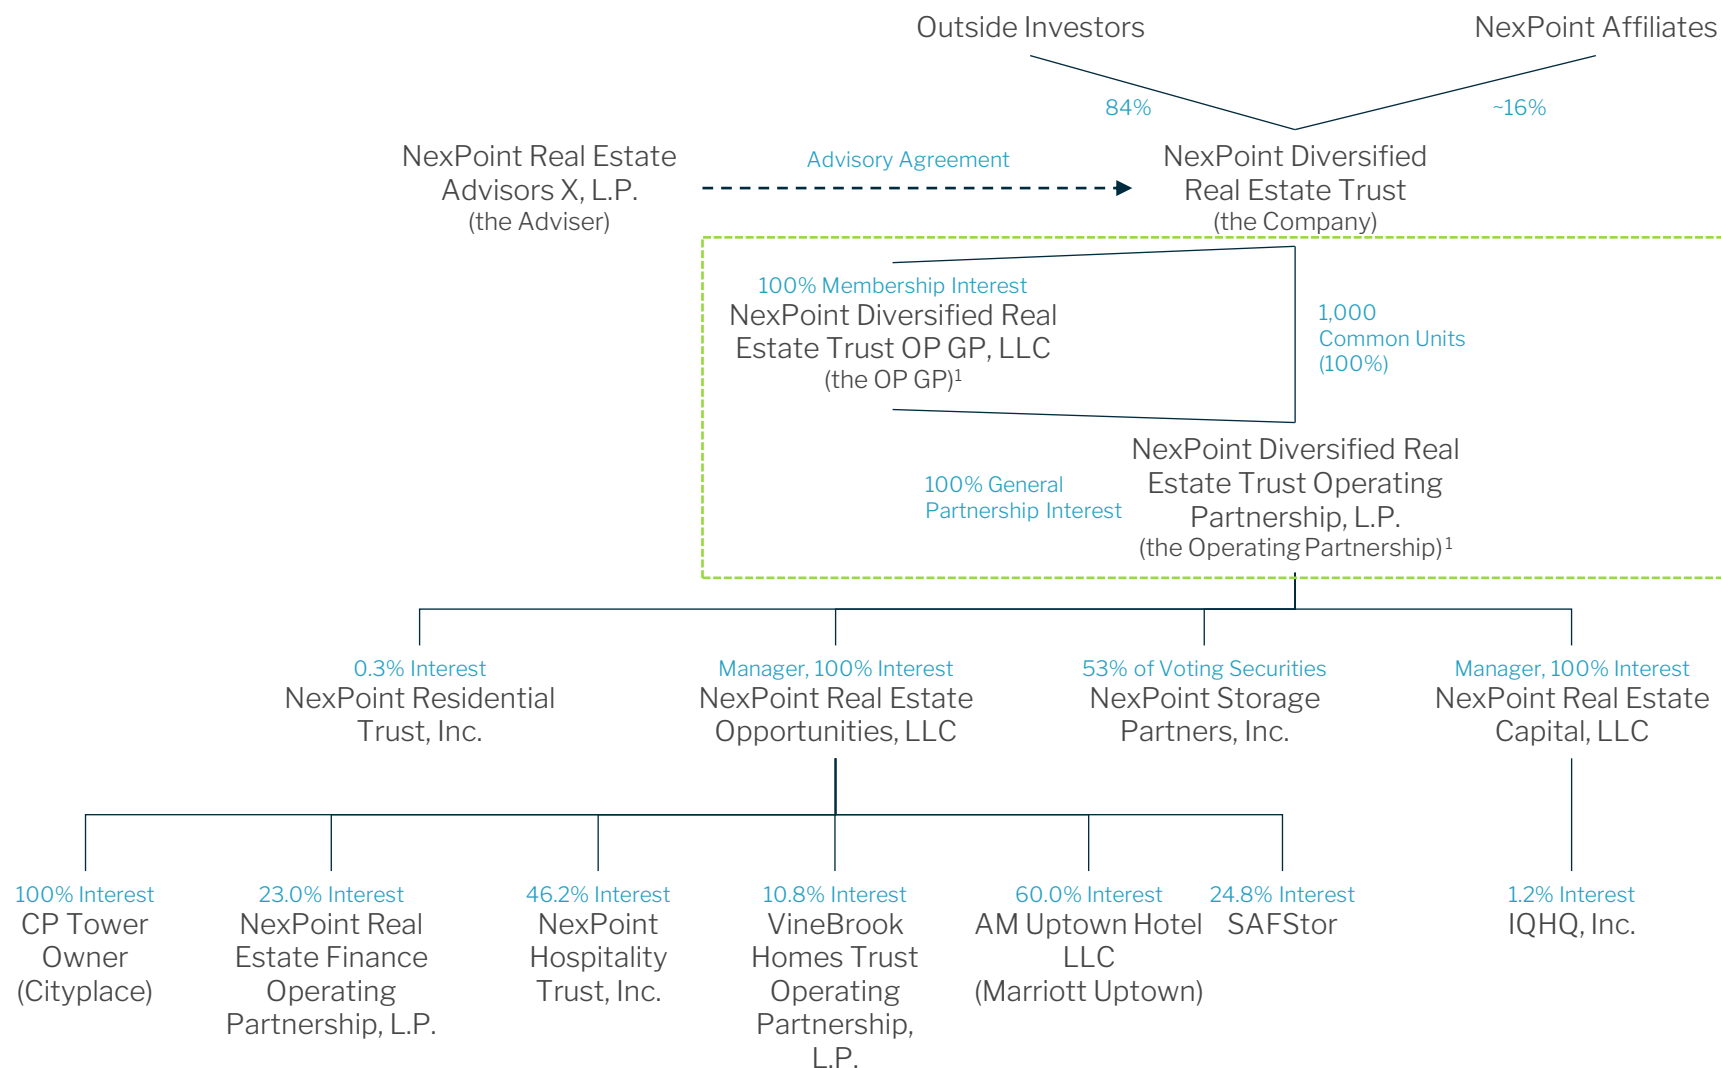 Outside Investors
NexPoint Affiliates
84%
~16%
NexPoint Real Estate
Advisors X, L.P.
(the Adviser)
Advisory Agreement
NexPoint Diversified
Real Estate Trust
(the Company)
100% Membership Interest
NexPoint Diversified Real
Estate Trust OP GP, LLC
(the OP GP)¹
1,000
Common Units
(100%)
100% General
Partnership Interest
NexPoint Diversified Real
Estate Trust Operating
Partnership, L.P.
(the Operating Partnership)¹
0.3% Interest
NexPoint Residential
Trust, Inc.
Manager, 100% Interest
NexPoint Real Estate
Opportunities, LLC
53% of Voting Securities
NexPoint Storage
Partners, Inc.
Manager, 100% Interest
NexPoint Real Estate
Capital, LLC
100% Interest
CP Tower
Owner
(Cityplace)
23.0% Interest
NexPoint Real
Estate Finance
Operating
Partnership, L.P.
46.2% Interest
NexPoint
Hospitality
Trust, Inc.
10.8% Interest
VineBrook
Homes Trust
Operating
Partnership,
L.P.
60.0% Interest
AM Uptown Hotel
LLC
(Marriott Uptown)
24.8% Interest
SAFStor
1.2% Interest
IQHQ, Inc.